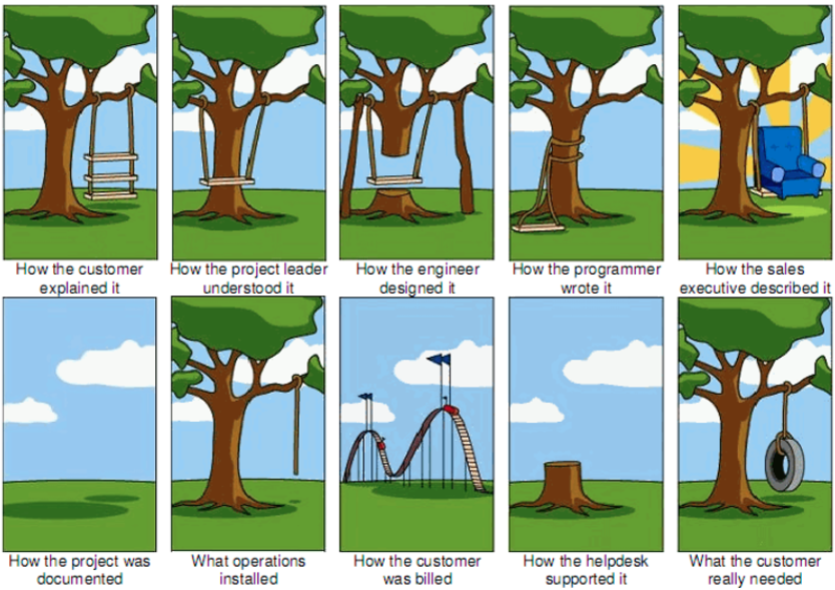 How the customer
explained it
How the project leader
understood it
How the engineer
designed it
How the programmer
wrote it
How the sales
executive described it
How the project was
documented
What operations
installed
How the customer
was billed
How the helpdesk
supported it
What the customer
really needed